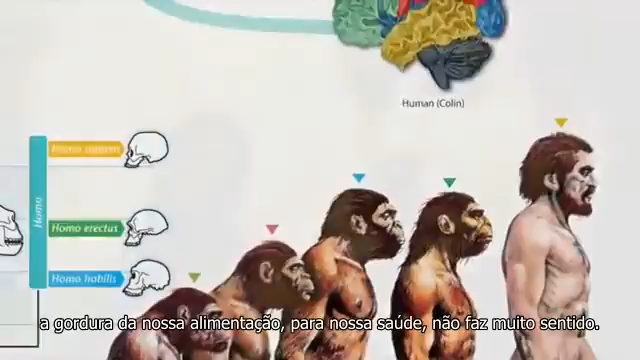 Human (Colin)
Homo sapiens
Homo
Homo erectus
Homo habilis
a gordura da nossa alimentação, para nossa saúde, não faz muito sentido.